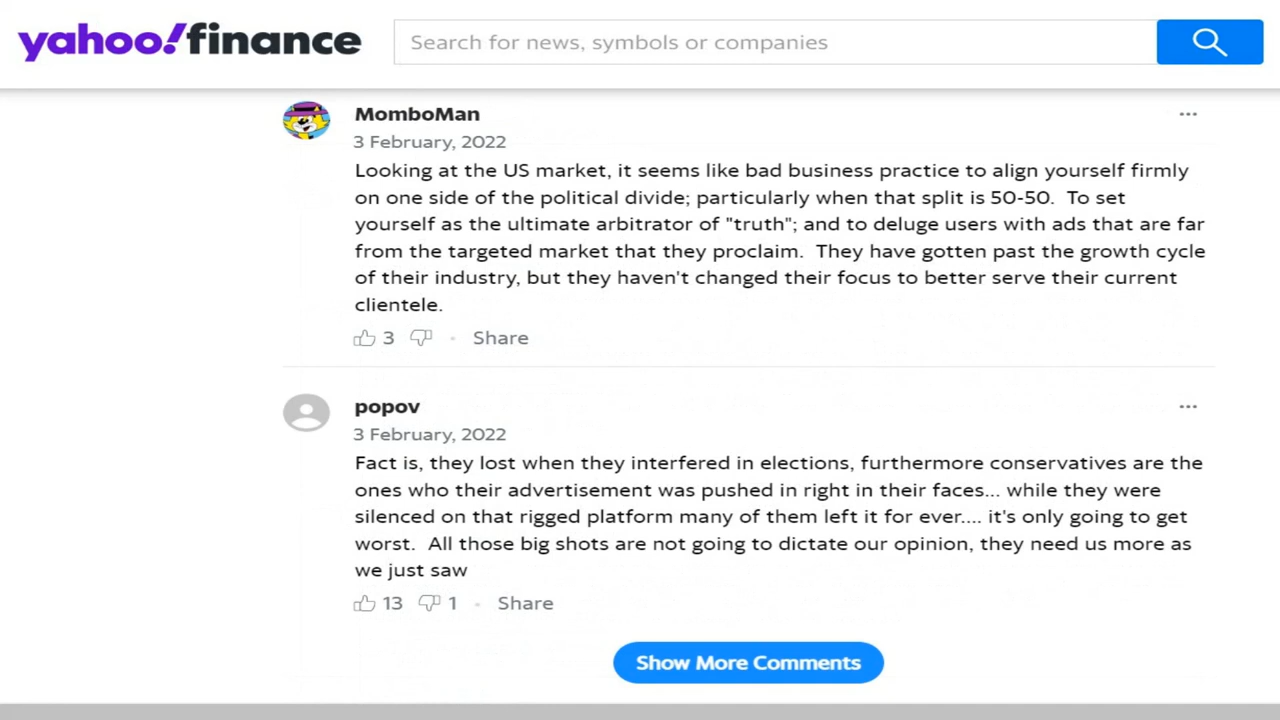 yahoo!finance
Search for news, symbols or companies
MomboMan
3 February, 2022
Looking at the US market, it seems like bad business practice to align yourself firmly
on one side of the political divide; particularly when that split is 50-50.  To set
yourself as the ultimate arbitrator of "truth"; and to deluge users with ads that are far
from the targeted market that they proclaim.  They have gotten past the growth cycle
of their industry, but they haven't changed their focus to better serve their current
clientele.
3 Share
popov
3 February, 2022
Fact is, they lost when they interfered in elections, furthermore conservatives are the
ones who their advertisement was pushed in right in their faces... while they were
silenced on that rigged platform many of them left it for ever.... it's only going to get
worst.  All those big shots are not going to dictate our opinion, they need us more as
we just saw
13 1 Share
Show More Comments